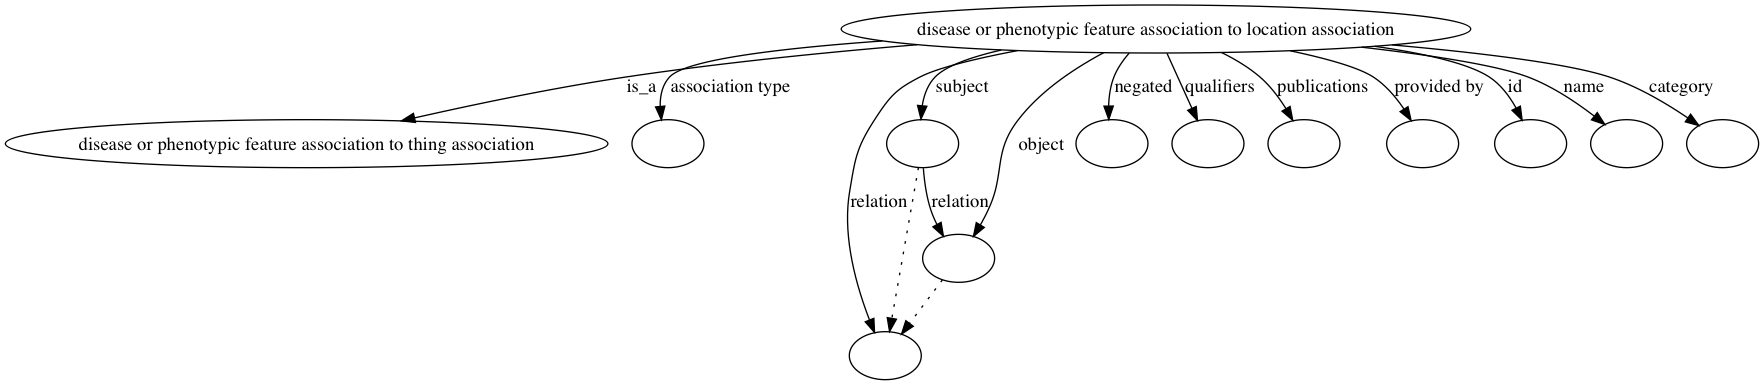 disease or phenotypic feature association to location association
is_a
association type
subject
negated
qualifiers
publications
provided by
id
name
category
disease or phenotypic feature association to thing association
object
relation
relation